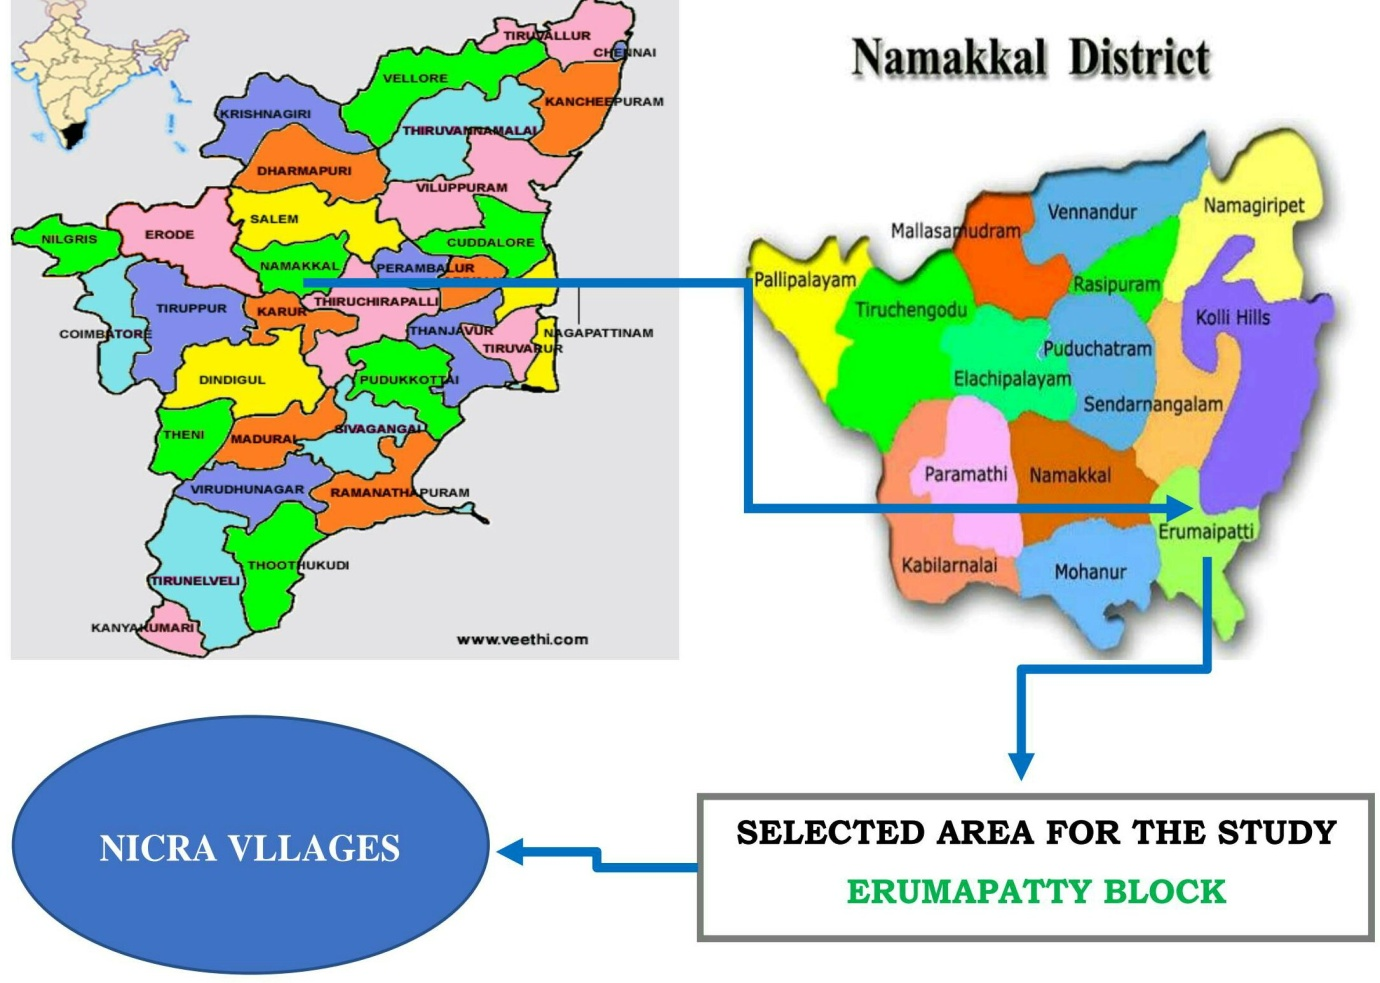 TIRUVALLUR
CHENNAI
VELLORE
KANCHEEPURAM
KRISHNAGIRI
THIRUVANNAMALAI
DHARMAPURI
VILUPPURAM
SALEM
NILGRIS
ERODE
CUDDALORE
NAMAKKAL
PERAMBALUR
THIRUCHIRAPALLI
TIRUPPUR
KARUR
COIMBATORE
THANJAVUR
NAGAPATTINAM
TIRUVARUR
DINDIGUL
PUDUKKOTTAI
THENI
MADURAI
SIVAGANGAI
VIRUDHUNAGAR
RAMANATHAPURAM
THOOTHUKUDI
TIRUNELVELI
KANYAKUMARI
www.veethi.com
Namakkal District
Namagiripet
Vennandur
Mallasamudram
Pallipalayam
Rasipuram
Tiruchengodu
Kolli Hills
Puduchatram
Elachipalayam
Sendarnangalam
Paramathi
Namakkal
Erumaipatti
Kabilarnalai
Mohanur
NICRA VLLAGES
SELECTED AREA FOR THE STUDY
ERUMAPATTY BLOCK